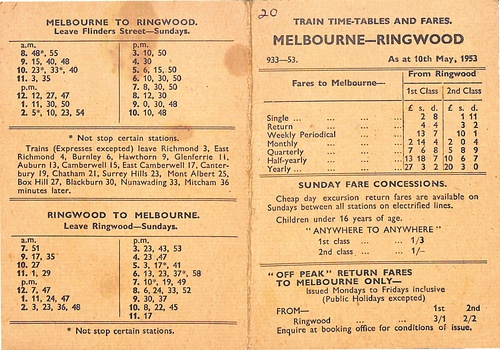 MELBOURNE TO RINGWOOD.
Leave Flinders Street—Sundays.
a.m.
8. 48*, 55
9. 15, 40, 48
10. 23*, 33*, 40
11. 3, 35
p.m.
12. 12, 27, 47
1. 11, 30, 50
2. 5*, 10, 23, 54
p.m.
3. 10, 50
4. 30
5. 6, 15, 50
6. 10, 30, 50
7. 8, 30, 50
8. 12, 30
9. 0, 30, 48
10. 10, 48
* Not stop certain stations.
Trains (Expresses excepted) leave Richmond 3, East
Richmond 4, Burnley 6, Hawthorn 9, Glenferrie 11,
Auburn 13, Camberwell 15, East Camberwell 17, Canter-
bury 19, Chatham 21, Surrey Hills 23, Mont Albert 25,
Box Hill 27, Blackburn 30, Nunawading 33, Mitcham 36
minutes later.
RINGWOOD TO MELBOURNE.
Leave Ringwood—Sundays.
a.m.
7. 51
9. 17, 35
10. 27
11. 1, 29
p.m.
12. 7, 47
1. 11, 24, 47
2. 3, 23, 36, 48
p.m.
3. 23, 43, 53
4. 23, 47
5. 3, 17*, 41
6. 13, 23, 37*, 58
7. 10*, 19, 49
8. 6, 24, 33, 52
9. 30, 37
10. 8, 22, 45
11. 17
* Not stop certain stations.
20
TRAIN TIME-TABLES AND FARES.
MELBOURNE—RINGWOOD
933—53. As at 10th May, 1953
Fares to Melbourne— From Ringwood
1st Class 2nd Class
£ s. d. £ s. d.
Single ... 2 8 1 11
Return ... 4 4 3 2
Weekly Periodical 13 7 10 1
Monthly ... 2 14 4 2 0 4
Quarterly ... 7 6 8 5 8 9
Half-yearly ... 13 18 7 10 6 7
Yearly ... 27 3 2 20 3 0
SUNDAY FARE CONCESSIONS.
Cheap day excursion return fares are available on
Sundays between all stations on electrified lines.
Children under 16 years of age.
"ANYWHERE TO ANYWHERE"
1st class ... ... 1/3
2nd class ... ... 1/–
"OFF PEAK" RETURN FARES
TO MELBOURNE ONLY—
Issued Mondays to Fridays inclusive
(Public Holidays excepted)
FROM— 1st 2nd
Ringwood ... ... 3/1 2/2
Enquire at booking office for conditions of issue.